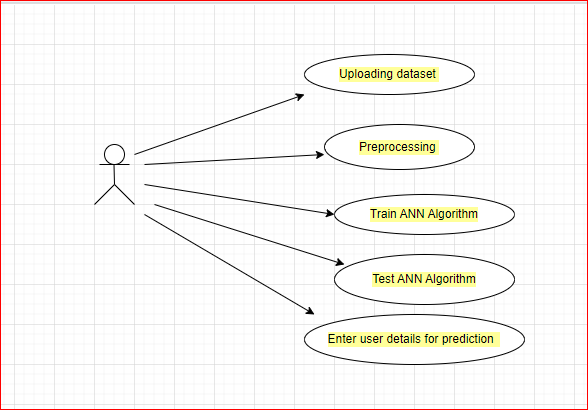 Uploading dataset
Preprocessing
Train ANN Algorithm
Test ANN Algorithm
Enter user details for prediction